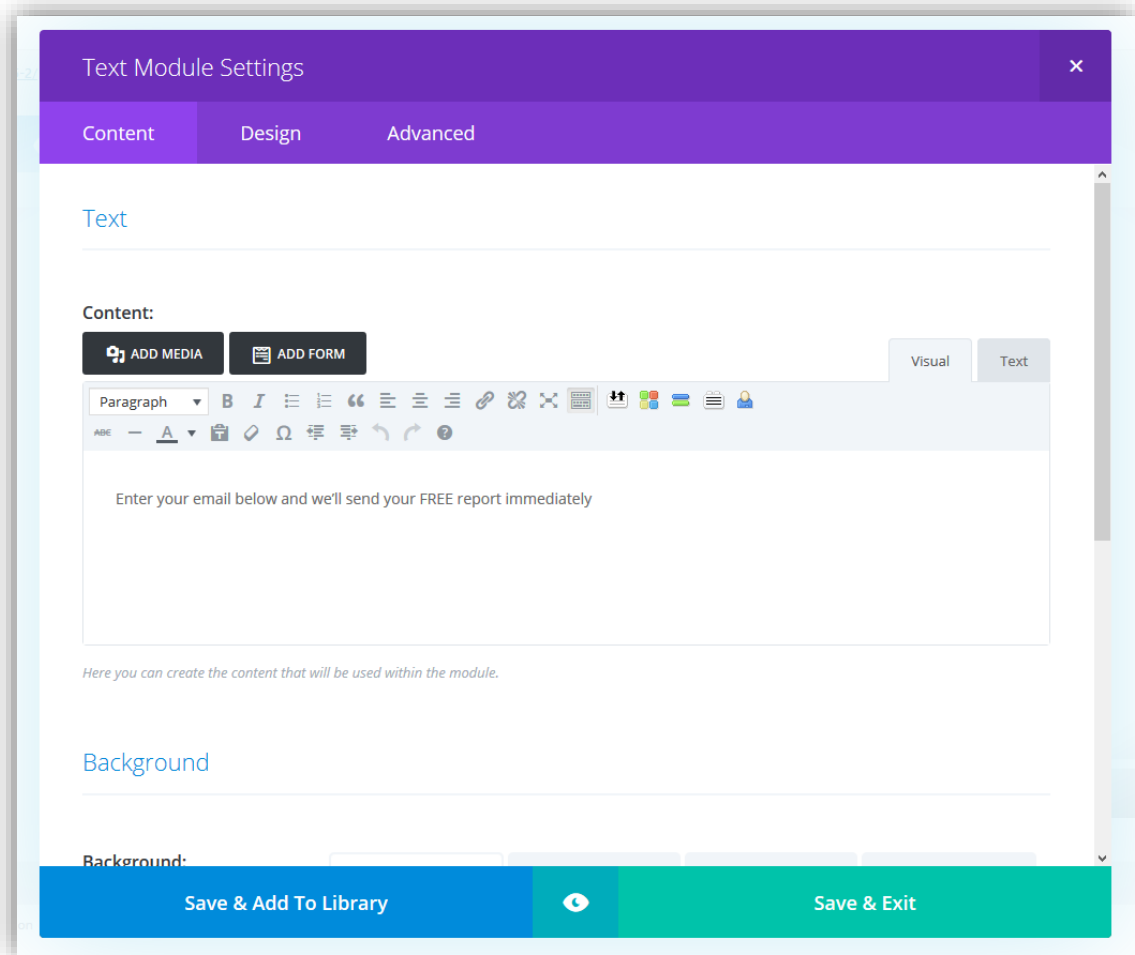 Text Module Settings
Content Design Advanced
Text
Content:
ADD MEDIA ADD FORM
Visual Text
Paragraph B I
ABC A Ω
Enter your email below and we'll send your FREE report immediately
Here you can create the content that will be used within the module.
Background
Background:
Save & Add To Library Save & Exit